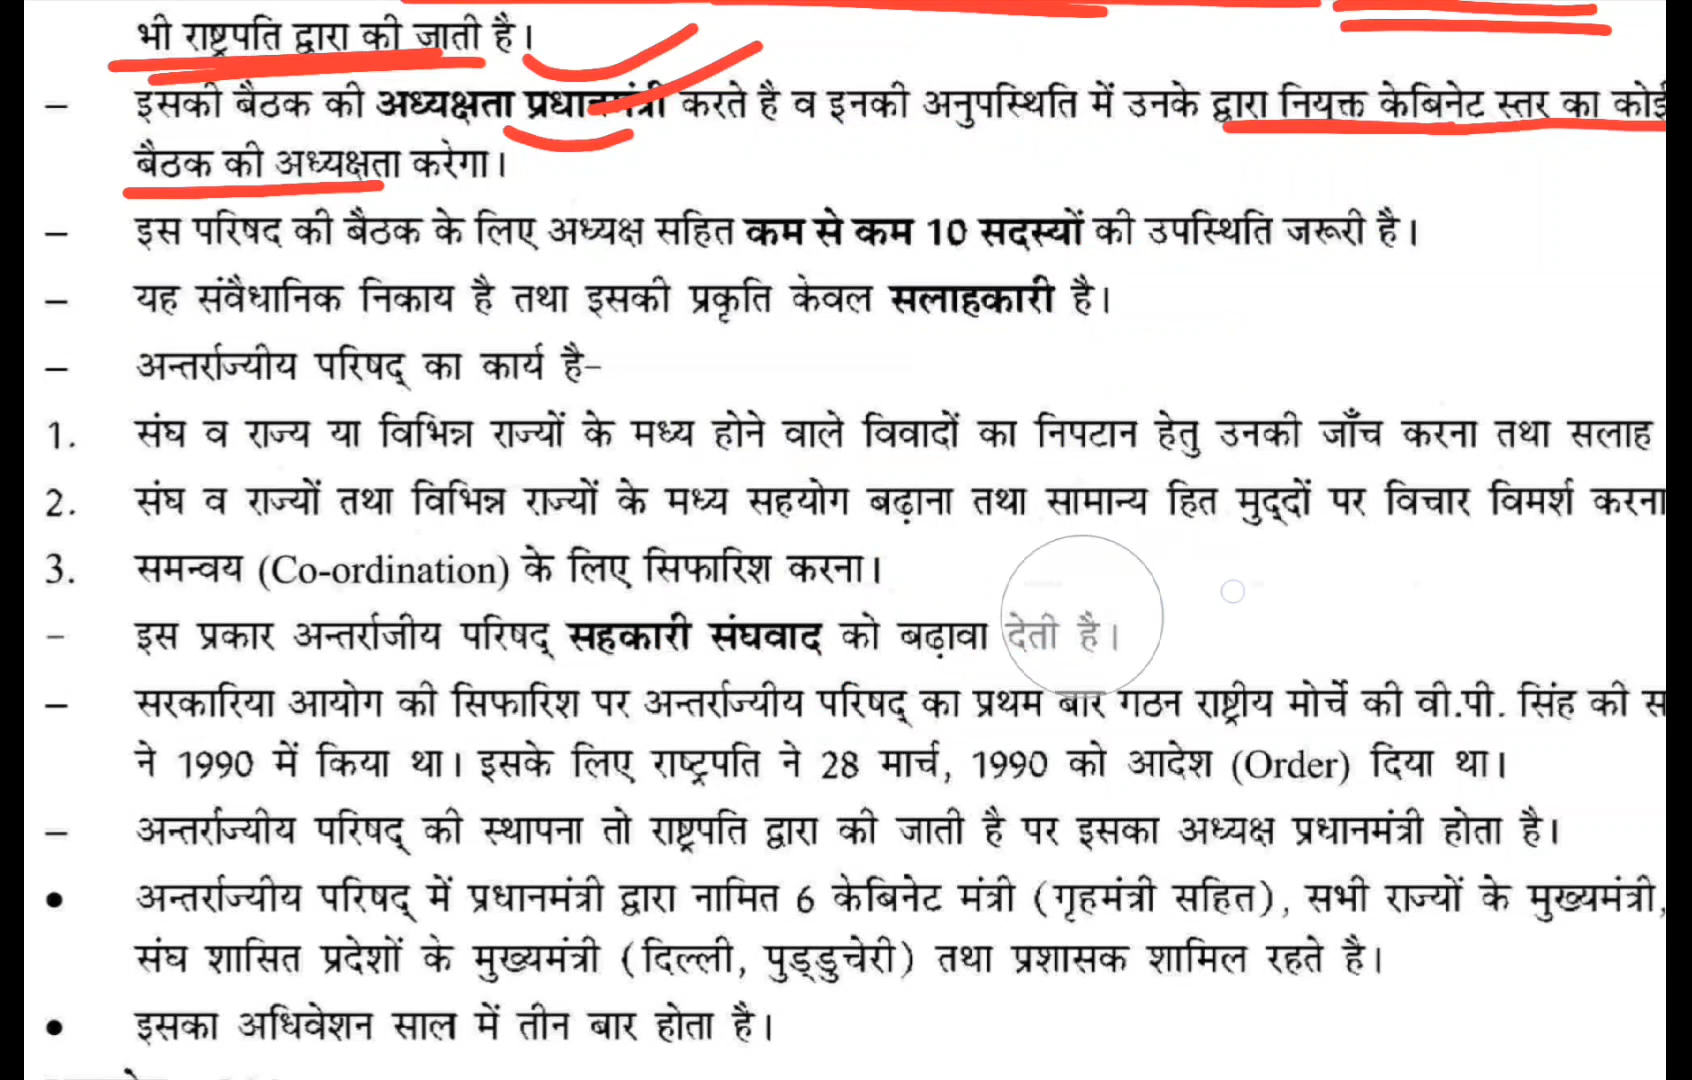 भी राष्ट्रपति द्वारा की जाती है।
– इसकी बैठक की अध्यक्षता प्रधानमंत्री करते है व इनकी अनुपस्थिति में उनके द्वारा नियुक्त केबिनेट स्तर का कोई
बैठक की अध्यक्षता करेगा।
– इस परिषद की बैठक के लिए अध्यक्ष सहित कम से कम 10 सदस्यों की उपस्थिति जरूरी है।
– यह संवैधानिक निकाय है तथा इसकी प्रकृति केवल सलाहकारी है।
– अन्तर्राज्यीय परिषद् का कार्य है–
1. संघ व राज्य या विभिन्न राज्यों के मध्य होने वाले विवादों का निपटान हेतु उनकी जाँच करना तथा सलाह
2. संघ व राज्यों तथा विभिन्न राज्यों के मध्य सहयोग बढ़ाना तथा सामान्य हित मुद्दों पर विचार विमर्श करना
3. समन्वय (Co-ordination) के लिए सिफारिश करना।
– इस प्रकार अन्तर्राजीय परिषद् सहकारी संघवाद को बढ़ावा देती है।
– सरकारिया आयोग की सिफारिश पर अन्तर्राज्यीय परिषद् का प्रथम बार गठन राष्ट्रीय मोर्चे की वी.पी. सिंह की स
ने 1990 में किया था। इसके लिए राष्ट्रपति ने 28 मार्च, 1990 को आदेश (Order) दिया था।
– अन्तर्राज्यीय परिषद् की स्थापना तो राष्ट्रपति द्वारा की जाती है पर इसका अध्यक्ष प्रधानमंत्री होता है।
• अन्तर्राज्यीय परिषद् में प्रधानमंत्री द्वारा नामित 6 केबिनेट मंत्री (गृहमंत्री सहित), सभी राज्यों के मुख्यमंत्री,
संघ शासित प्रदेशों के मुख्यमंत्री (दिल्ली, पुड्डुचेरी) तथा प्रशासक शामिल रहते है।
• इसका अधिवेशन साल में तीन बार होता है।